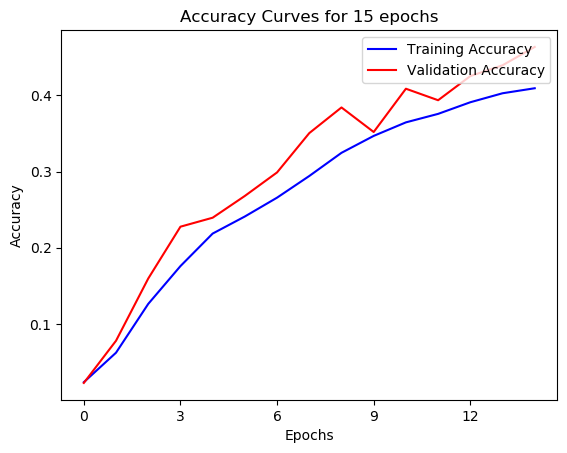 Accuracy Curves for 15 epochs
Training Accuracy
Validation Accuracy
Accuracy
0.4
0.3
0.2
0.1
0 3 6 9 12
Epochs